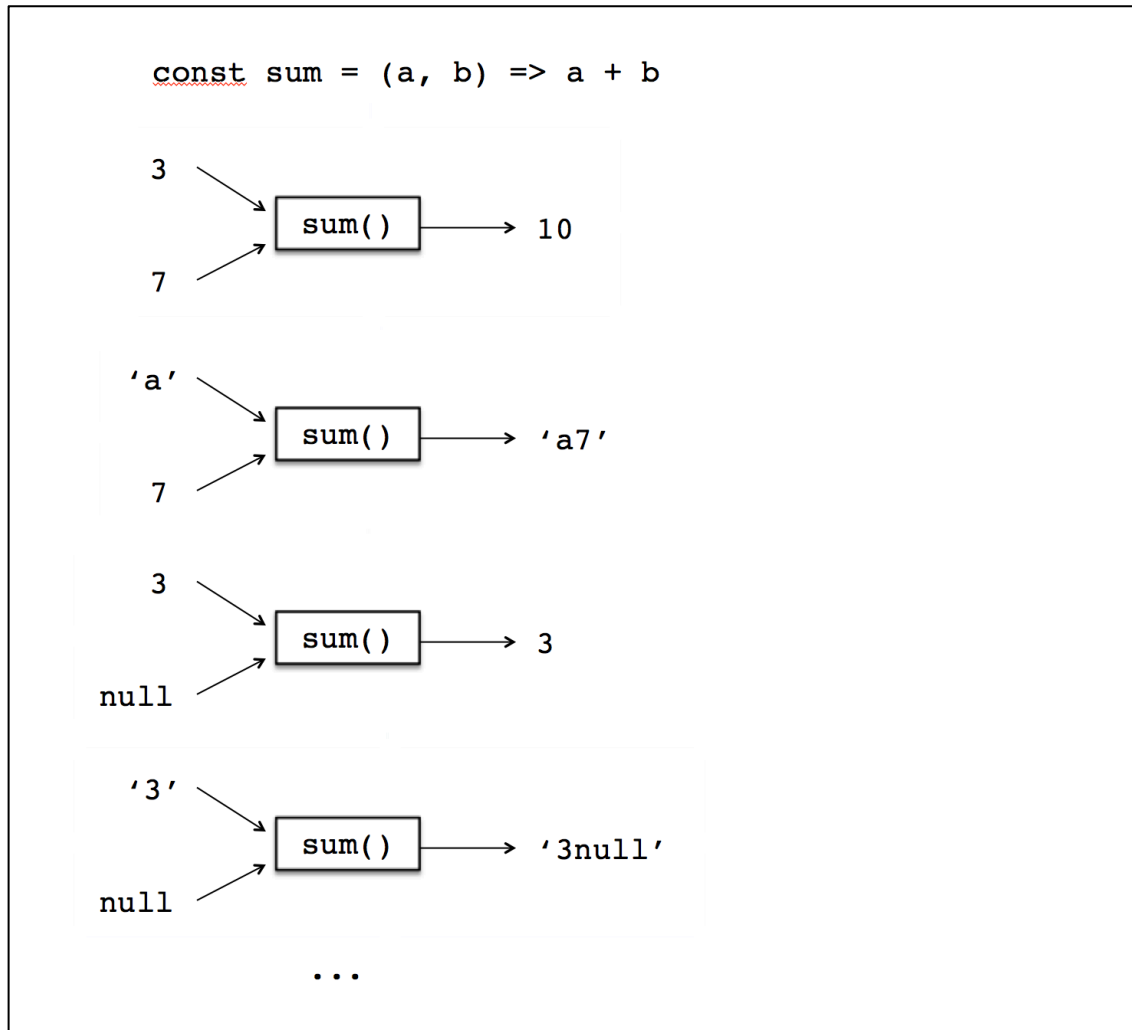 const sum = (a, b) => a + b
3
sum()
10
7
‘a’
sum()
‘a7’
7
3
sum()
3
null
‘3’
sum()
‘3null’
null
...